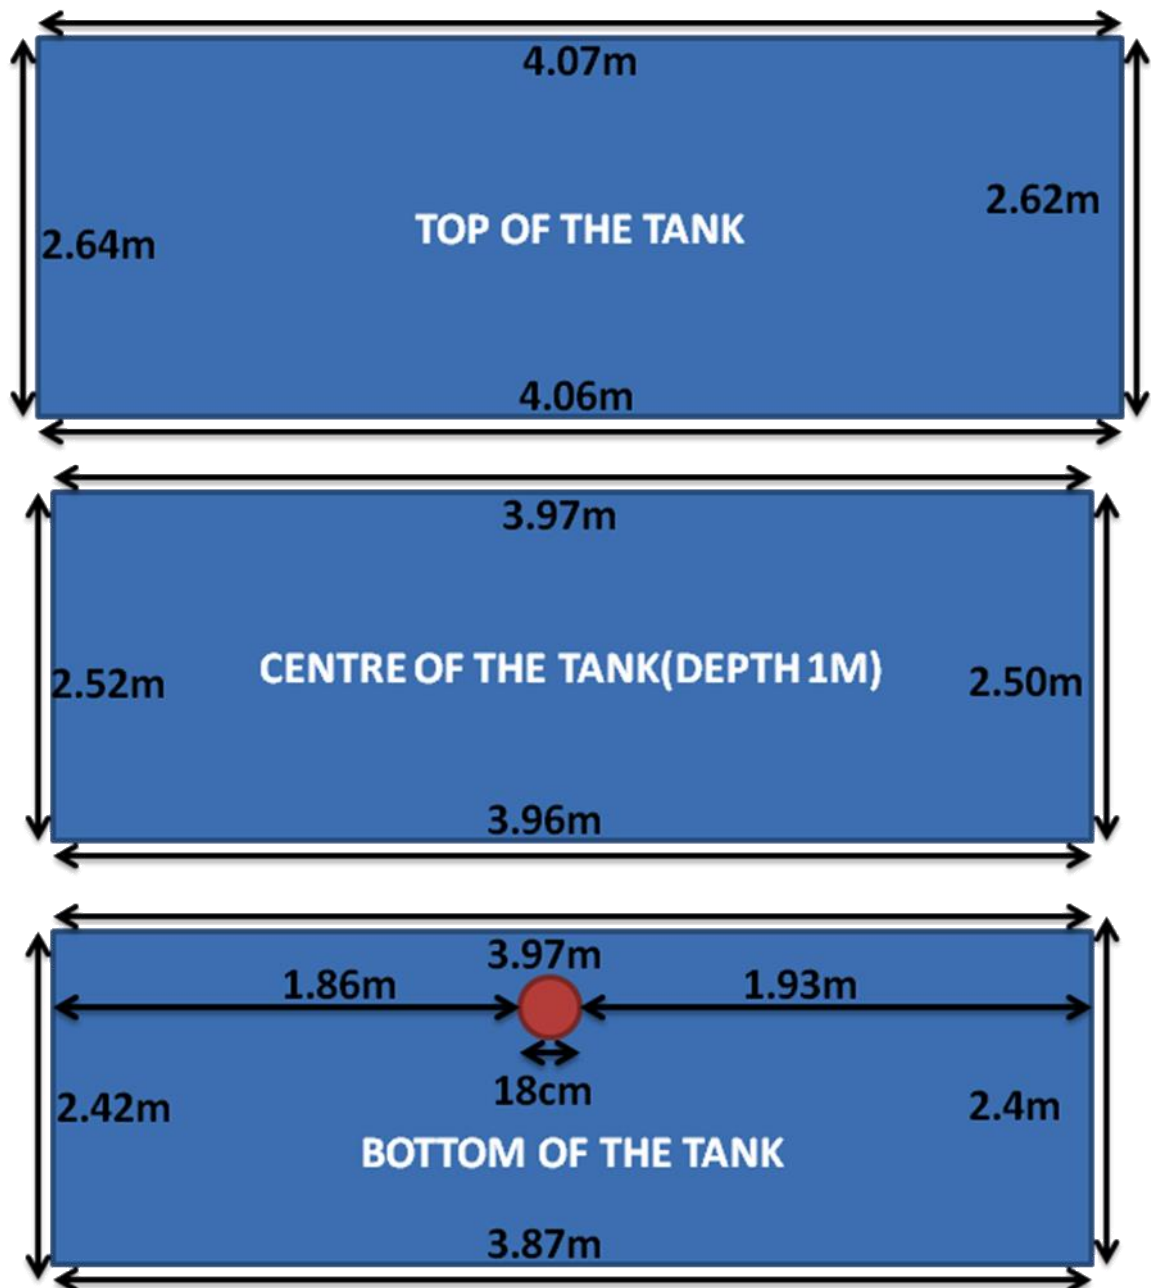 4.07m
2.62m
TOP OF THE TANK
2.64m
4.06m
3.97m
CENTRE OF THE TANK(DEPTH 1M)
2.52m
2.50m
3.96m
3.97m
1.86m
1.93m
18cm
2.42m
2.4m
BOTTOM OF THE TANK
3.87m